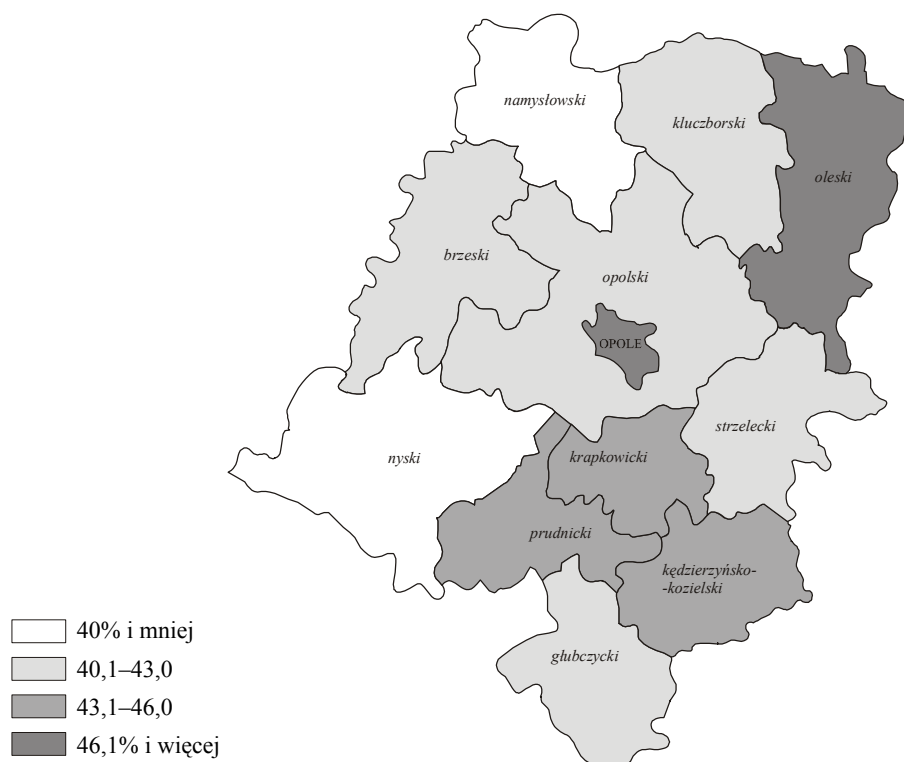 namysłowski
kluczborski
oleski
brzeski
opolski
OPOLE
strzelecki
nyski
krapkowicki
prudnicki
kędzierzyńsko-
-kozielski
głubczycki
40% i mniej
40,1–43,0
43,1–46,0
46,1% i więcej